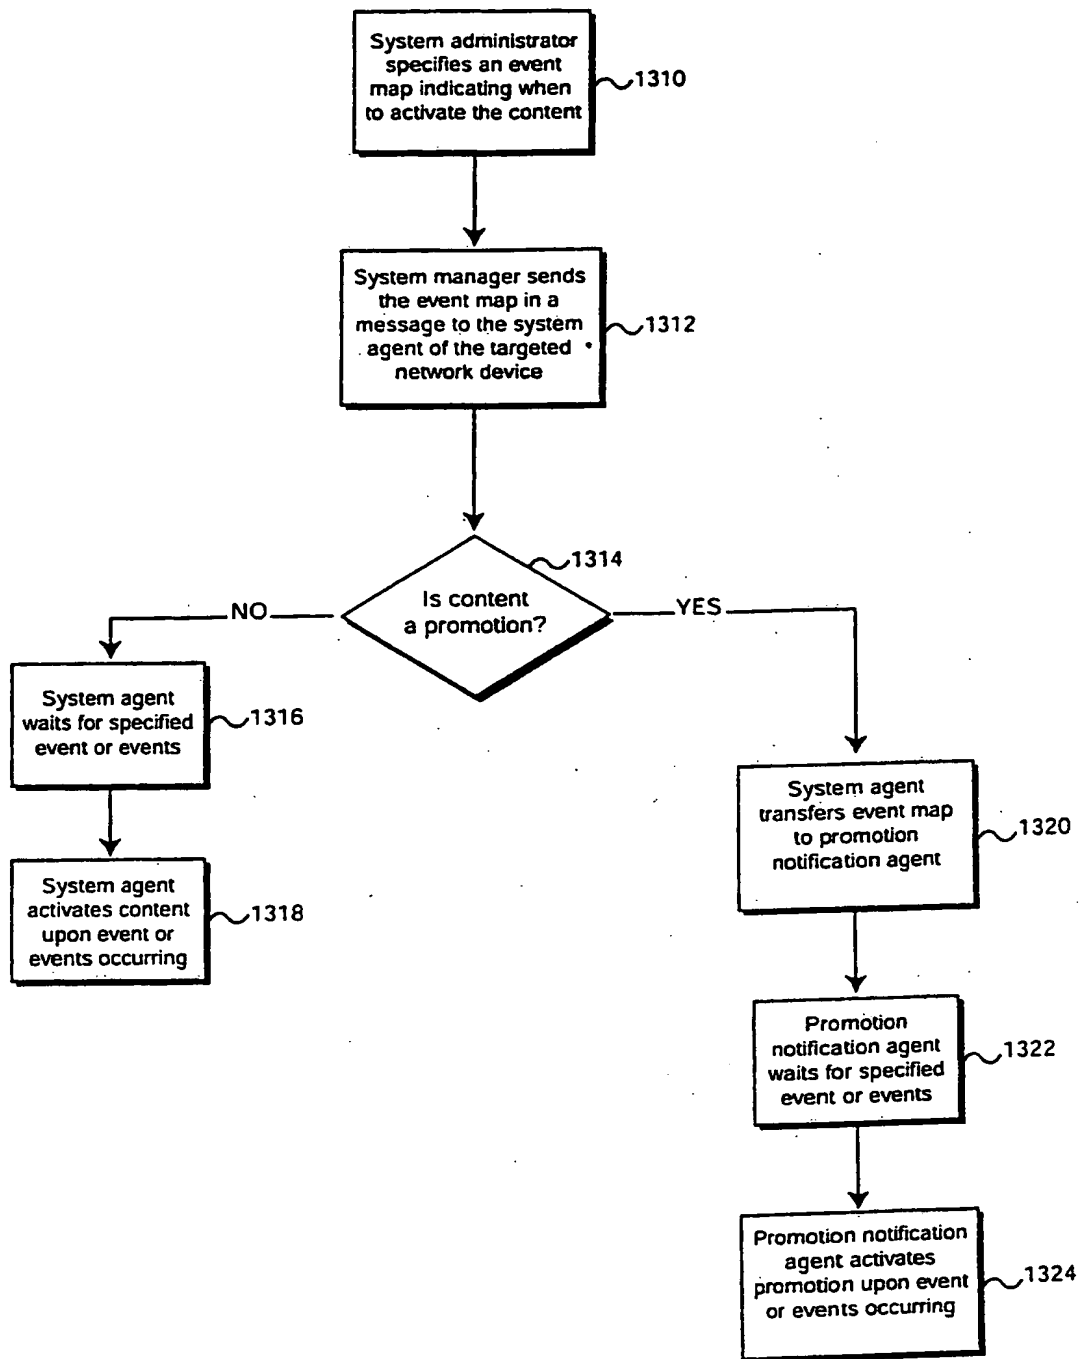 System administrator
specifies an event
map indicating when
to activate the content
1310
System manager sends
the event map in a
message to the system
agent of the targeted
network device
1312
1314
Is content
a promotion?
NO
YES
System agent
waits for specified
event or events
1316
System agent
activates content
upon event or
events occurring
1318
System agent
transfers event map
to promotion
notification agent
1320
Promotion
notification agent
waits for specified
event or events
1322
Promotion notification
agent activates
promotion upon event
or events occurring
1324